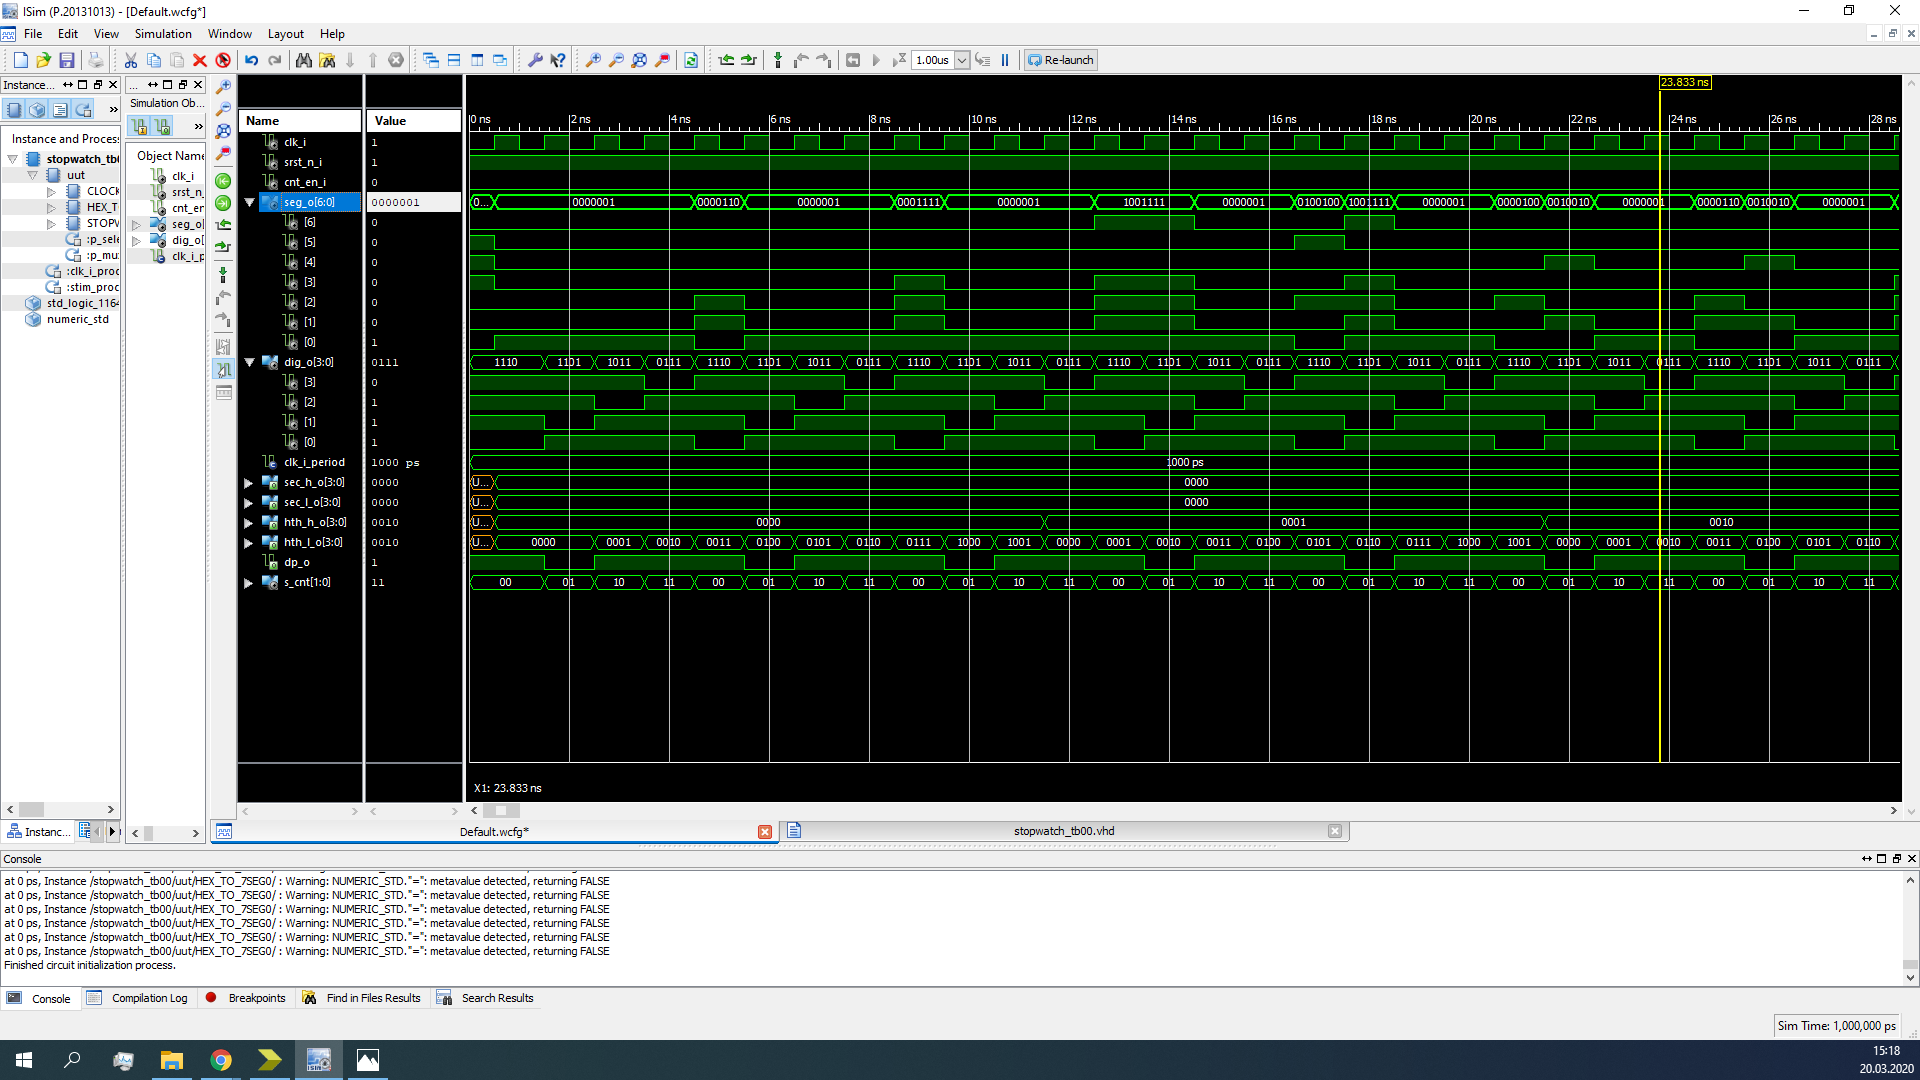 ISim (P.20131013) - [Default.wcfg*]
File Edit View Simulation Window Layout Help
1.00us Re-launch
Instance... ...
Simulation Ob...
» »
Instance and Proces
stopwatch_tb0
uut
CLOCK
HEX_T
STOPV
:p_sele
:p_mu
:clk_i_proc
:stim_proc
std_logic_1164
numeric_std
Object Name
clk_i
srst_n_
cnt_er
seg_o[
dig_o[
clk_i_p
23.833 ns
Name Value
0 ns 2 ns 4 ns 6 ns 8 ns 10 ns 12 ns 14 ns 16 ns 18 ns 20 ns 22 ns 24 ns 26 ns 28 ns
clk_i 1
srst_n_i 1
cnt_en_i 0
seg_o[6:0] 0000001 0... 0000001 0000110 0000001 0001111 0000001 1001111 0000001 0100100 1001111 0000001 0000100 0010010 0000001 0000110 0010010 0000001
[6] 0
[5] 0
[4] 0
[3] 0
[2] 0
[1] 0
[0] 1
dig_o[3:0] 0111 1110 1101 1011 0111 1110 1101 1011 0111 1110 1101 1011 0111 1110 1101 1011 0111 1110 1101 1011 0111 1110 1101 1011 0111 1110 1101 1011 0111
[3] 0
[2] 1
[1] 1
[0] 1
clk_i_period 1000 ps 1000 ps
sec_h_o[3:0] 0000 U... 0000
sec_l_o[3:0] 0000 U... 0000
hth_h_o[3:0] 0010 U... 0000 0001 0010
hth_l_o[3:0] 0010 U... 0000 0001 0010 0011 0100 0101 0110 0111 1000 1001 0000 0001 0010 0011 0100 0101 0110 0111 1000 1001 0000 0001 0010 0011 0100 0101 0110
dp_o 1
s_cnt[1:0] 11 00 01 10 11 00 01 10 11 00 01 10 11 00 01 10 11 00 01 10 11 00 01 10 11 00 01 10 11
X1: 23.833 ns
Instanc...
Default.wcfg* stopwatch_tb00.vhd
Console
at 0 ps, Instance /stopwatch_tb00/uut/HEX_TO_7SEG0/ : Warning: NUMERIC_STD."=": metavalue detected, returning FALSE
at 0 ps, Instance /stopwatch_tb00/uut/HEX_TO_7SEG0/ : Warning: NUMERIC_STD."=": metavalue detected, returning FALSE
at 0 ps, Instance /stopwatch_tb00/uut/HEX_TO_7SEG0/ : Warning: NUMERIC_STD."=": metavalue detected, returning FALSE
at 0 ps, Instance /stopwatch_tb00/uut/HEX_TO_7SEG0/ : Warning: NUMERIC_STD."=": metavalue detected, returning FALSE
at 0 ps, Instance /stopwatch_tb00/uut/HEX_TO_7SEG0/ : Warning: NUMERIC_STD."=": metavalue detected, returning FALSE
at 0 ps, Instance /stopwatch_tb00/uut/HEX_TO_7SEG0/ : Warning: NUMERIC_STD."=": metavalue detected, returning FALSE
Finished circuit initialization process.
Console Compilation Log Breakpoints Find in Files Results Search Results
Sim Time: 1,000,000 ps
ISim
15:18
20.03.2020